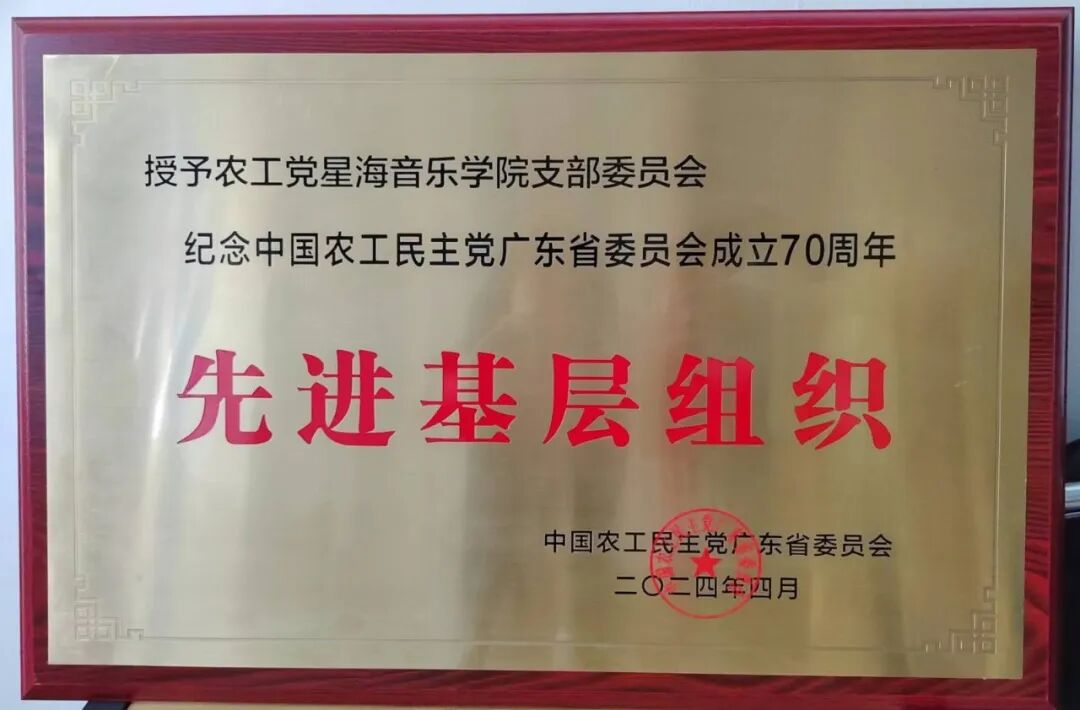 授予农工党星海音乐学院支部委员会
纪念中国农工民主党广东省委员会成立70周年
先进基层组织
中国农工民主党广东省委员会
二〇二四年四月